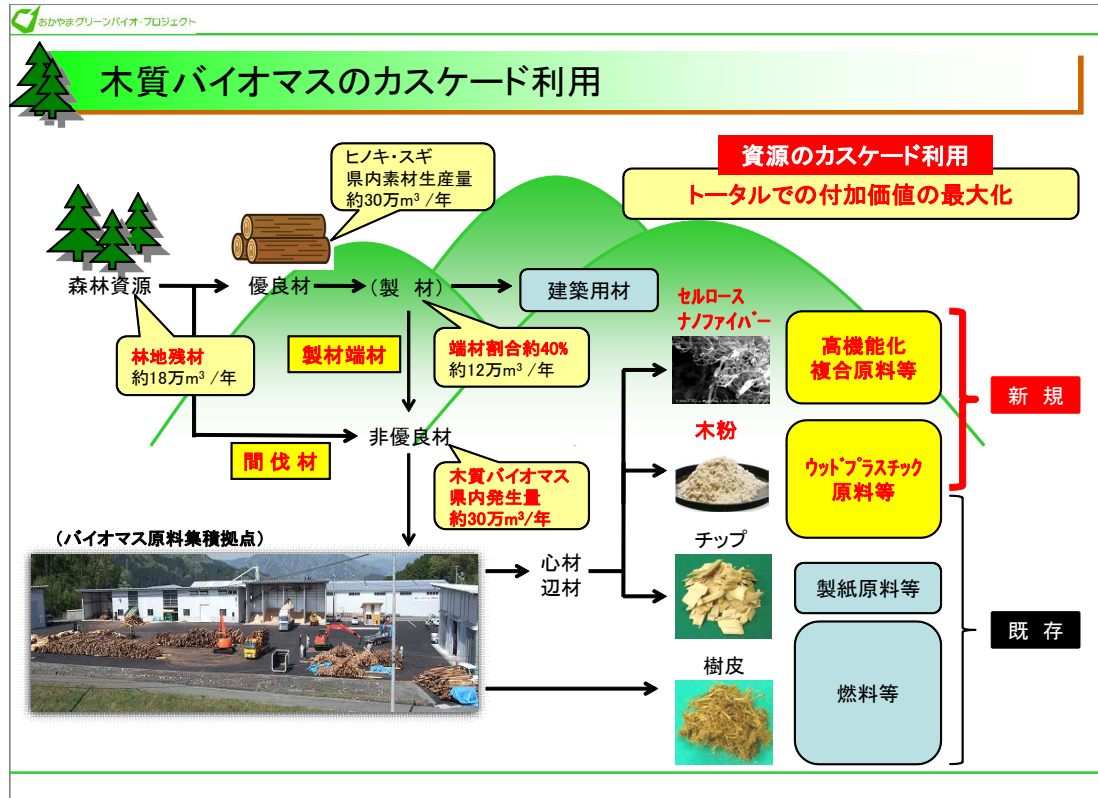 おかやまグリーンバイオ・プロジェクト
木質バイオマスのカスケード利用
ヒノキ・スギ
県内素材生産量
約30万m³ /年
資源のカスケード利用
トータルでの付加価値の最大化
森林資源
優良材
（製 材）
建築用材
林地残材
約18万m³ /年
製材端材
端材割合約40%
約12万m³ /年
セルロース
ナノファイバー
高機能化
複合原料等
新 規
間 伐 材
非優良材
木質バイオマス
県内発生量
約30万m³/年
木粉
ウッドプラスチック
原料等
（バイオマス原料集積拠点）
心材
辺材
チップ
製紙原料等
既 存
樹皮
燃料等